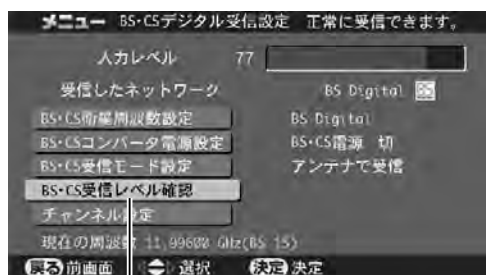 メニュー BS・CSデジタル受信設定 正常に受信できます。
入力レベル 77
受信したネットワーク BS Digital BS
BS・CS衛星周波数設定 BS Digital
BS・CSコンバータ電源設定 BS・CS電源 切
BS・CS受信モード設定 アンテナで受信
BS・CS受信レベル確認
チャンネル設定
現在の周波数 11.99600 GHz(BS 15)
戻る 前画面 選択 決定 決定